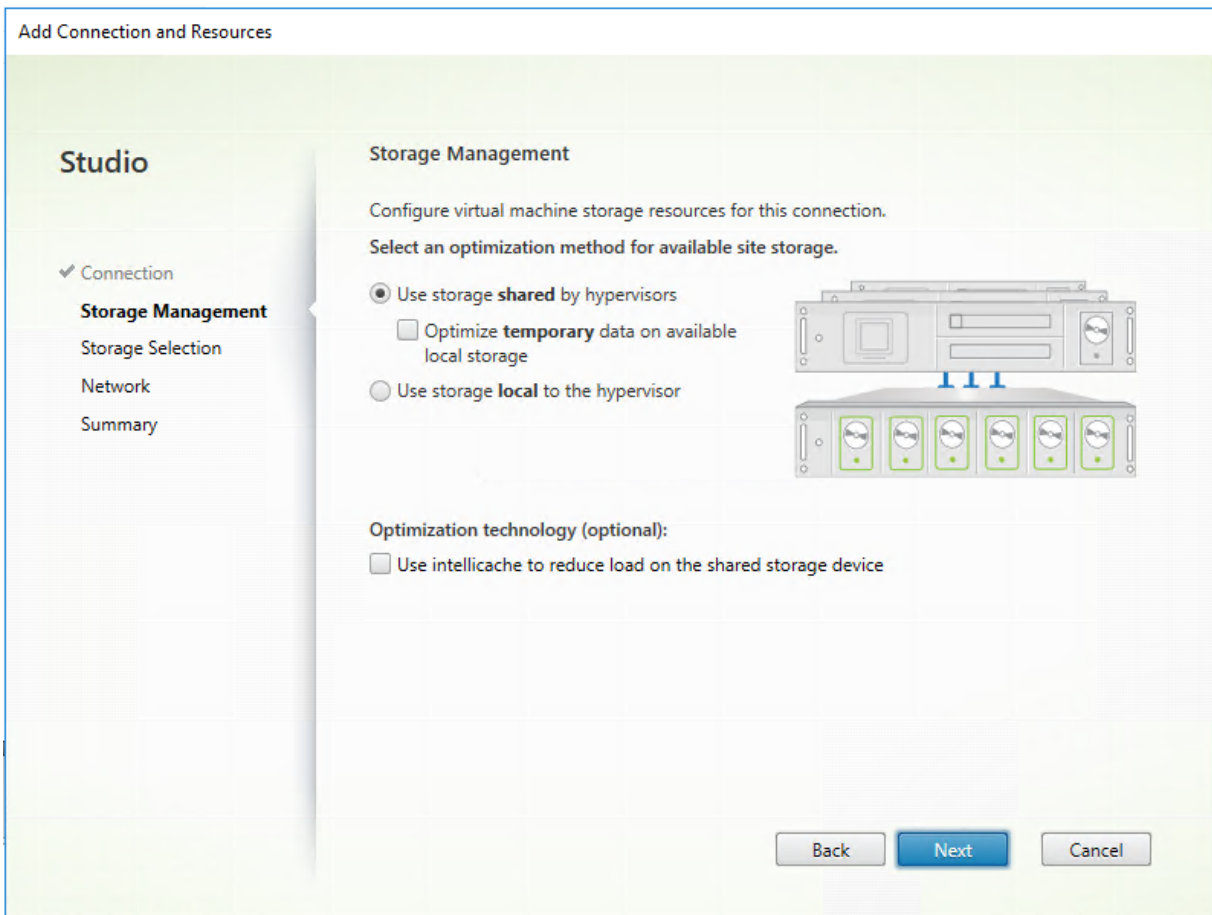 Add Connection and Resources
Studio
Connection
Storage Management
Storage Selection
Network
Summary
Storage Management
Configure virtual machine storage resources for this connection.
Select an optimization method for available site storage.
Use storage shared by hypervisors
Optimize temporary data on available
local storage
Use storage local to the hypervisor
Optimization technology (optional):
Use intellicache to reduce load on the shared storage device
Back
Next
Cancel